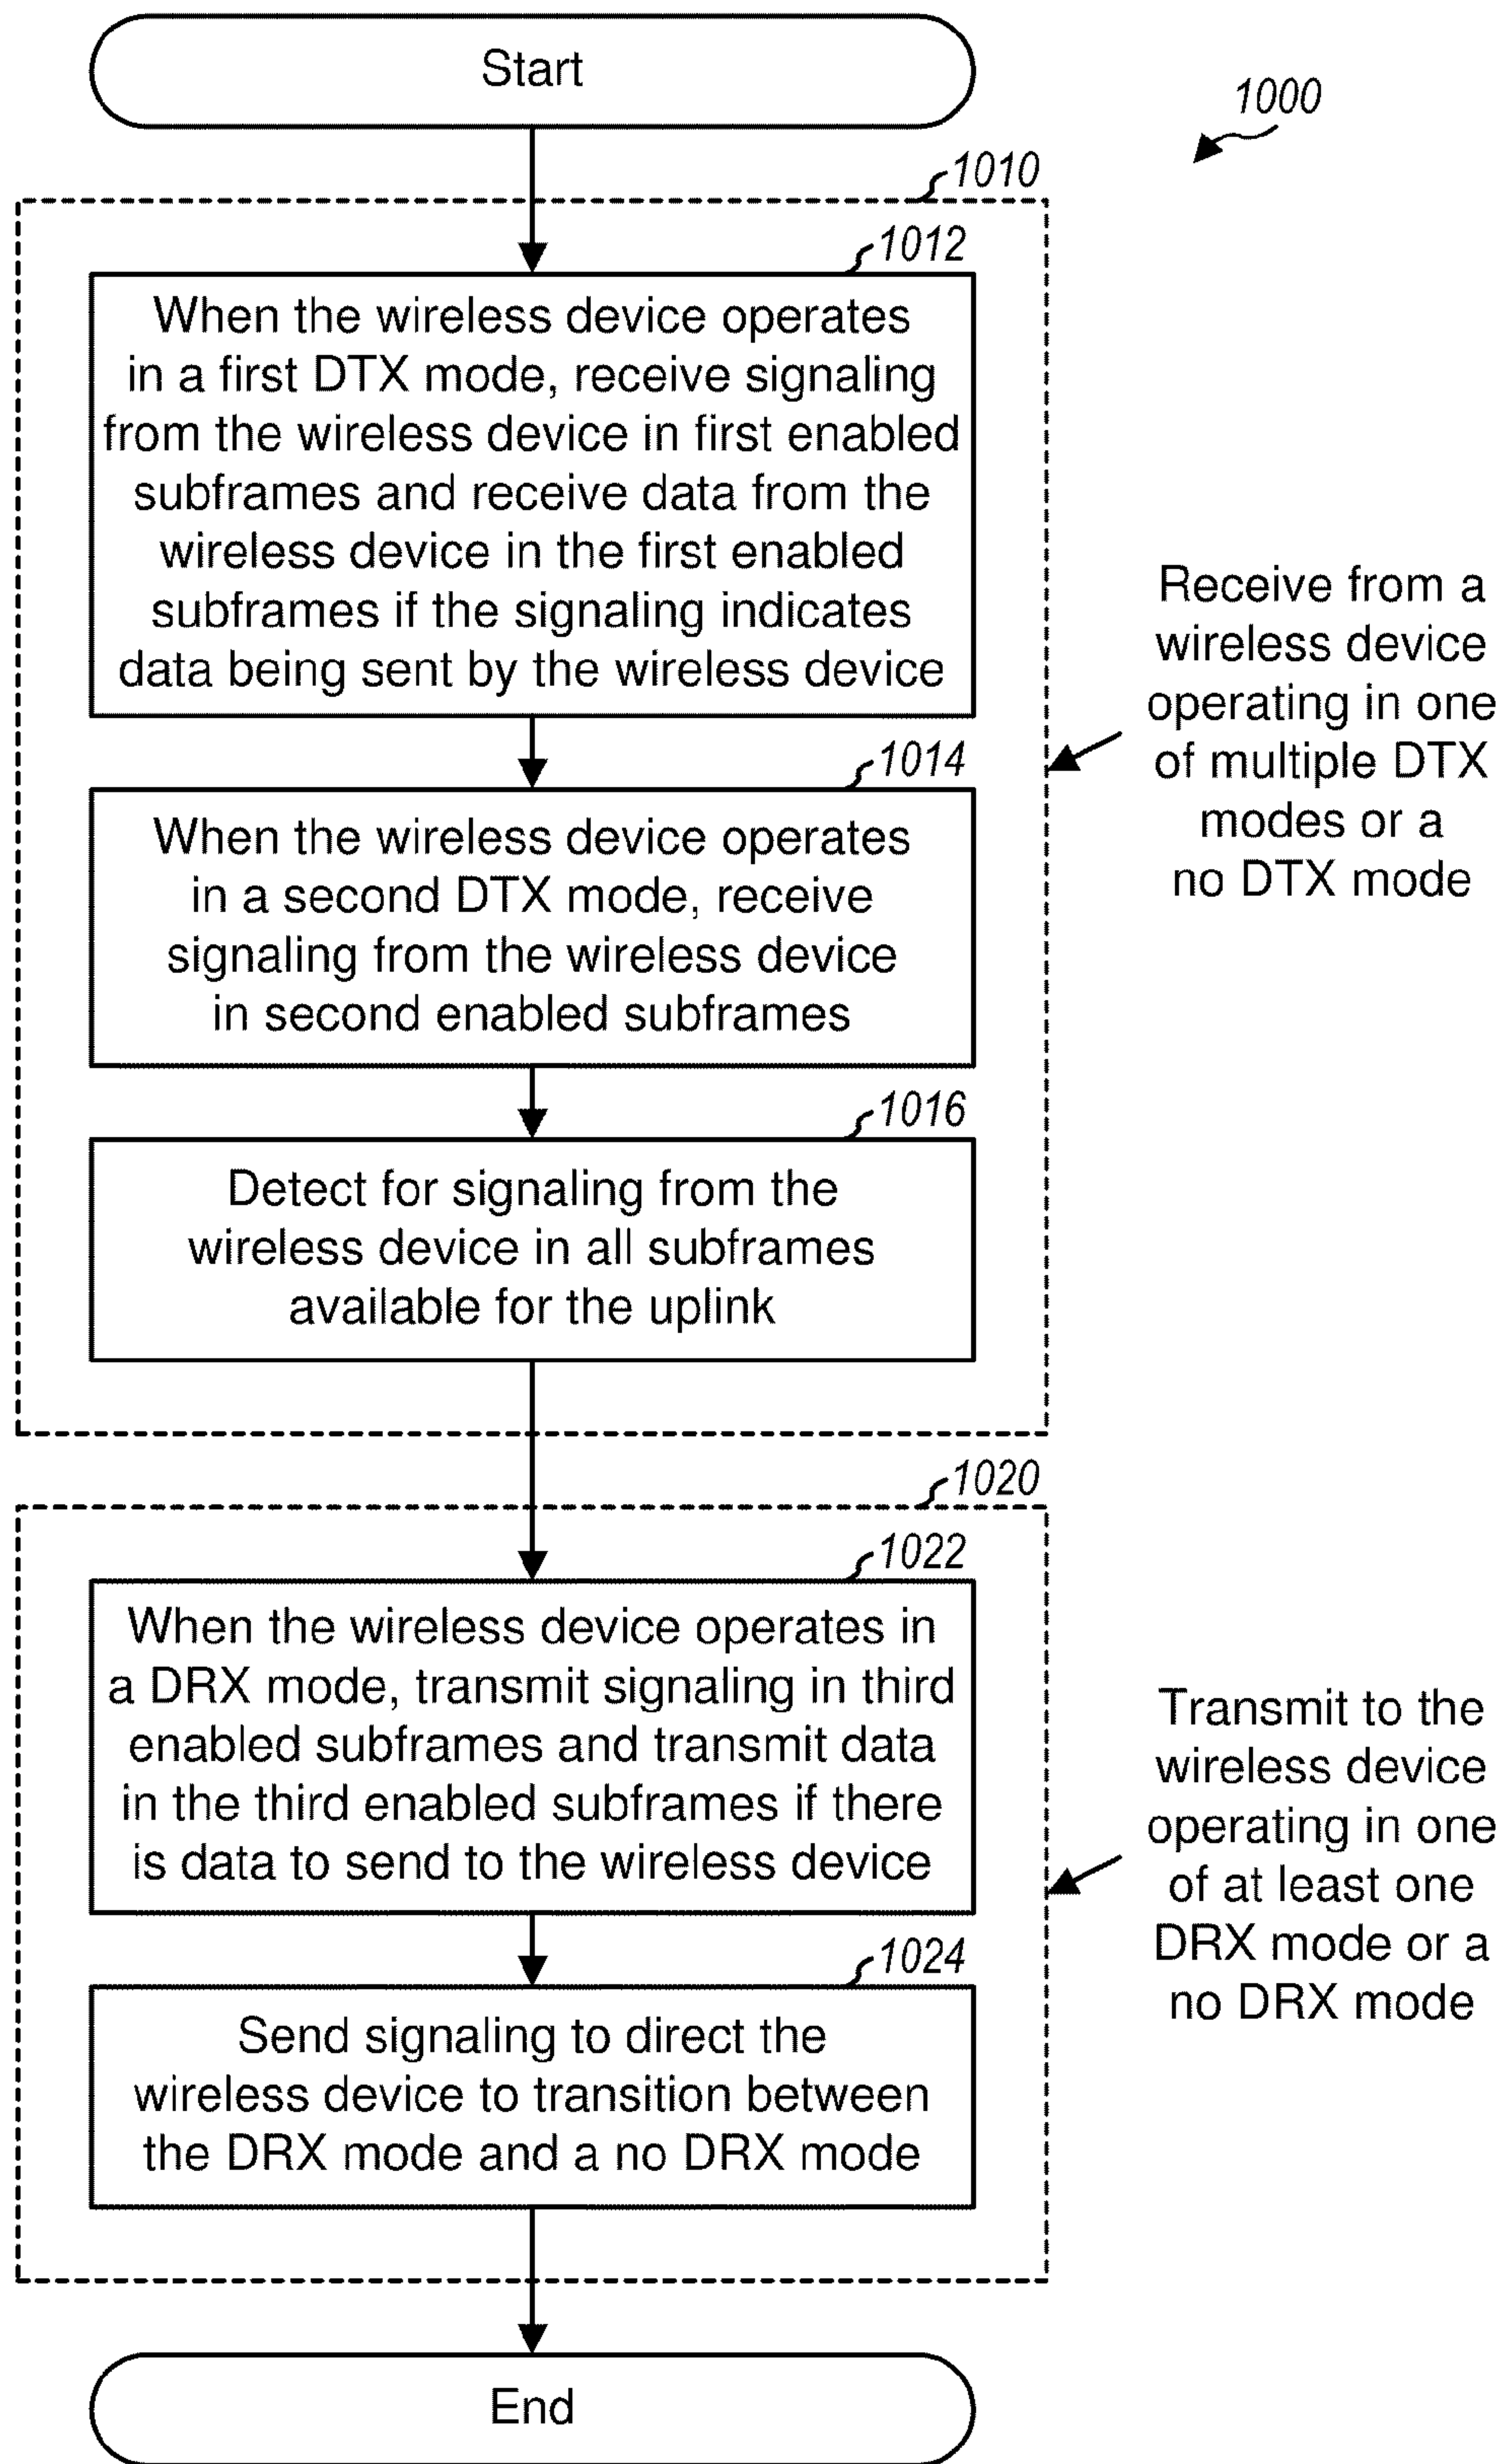 Start
1000
1010
1012
When the wireless device operates
in a first DTX mode, receive signaling
from the wireless device in first enabled
subframes and receive data from the
wireless device in the first enabled
subframes if the signaling indicates
data being sent by the wireless device
Receive from a
wireless device
operating in one
of multiple DTX
modes or a
no DTX mode
1014
When the wireless device operates
in a second DTX mode, receive
signaling from the wireless device
in second enabled subframes
1016
Detect for signaling from the
wireless device in all subframes
available for the uplink
1020
1022
When the wireless device operates in
a DRX mode, transmit signaling in third
enabled subframes and transmit data
in the third enabled subframes if there
is data to send to the wireless device
Transmit to the
wireless device
operating in one
of at least one
DRX mode or a
no DRX mode
1024
Send signaling to direct the
wireless device to transition between
the DRX mode and a no DRX mode
End